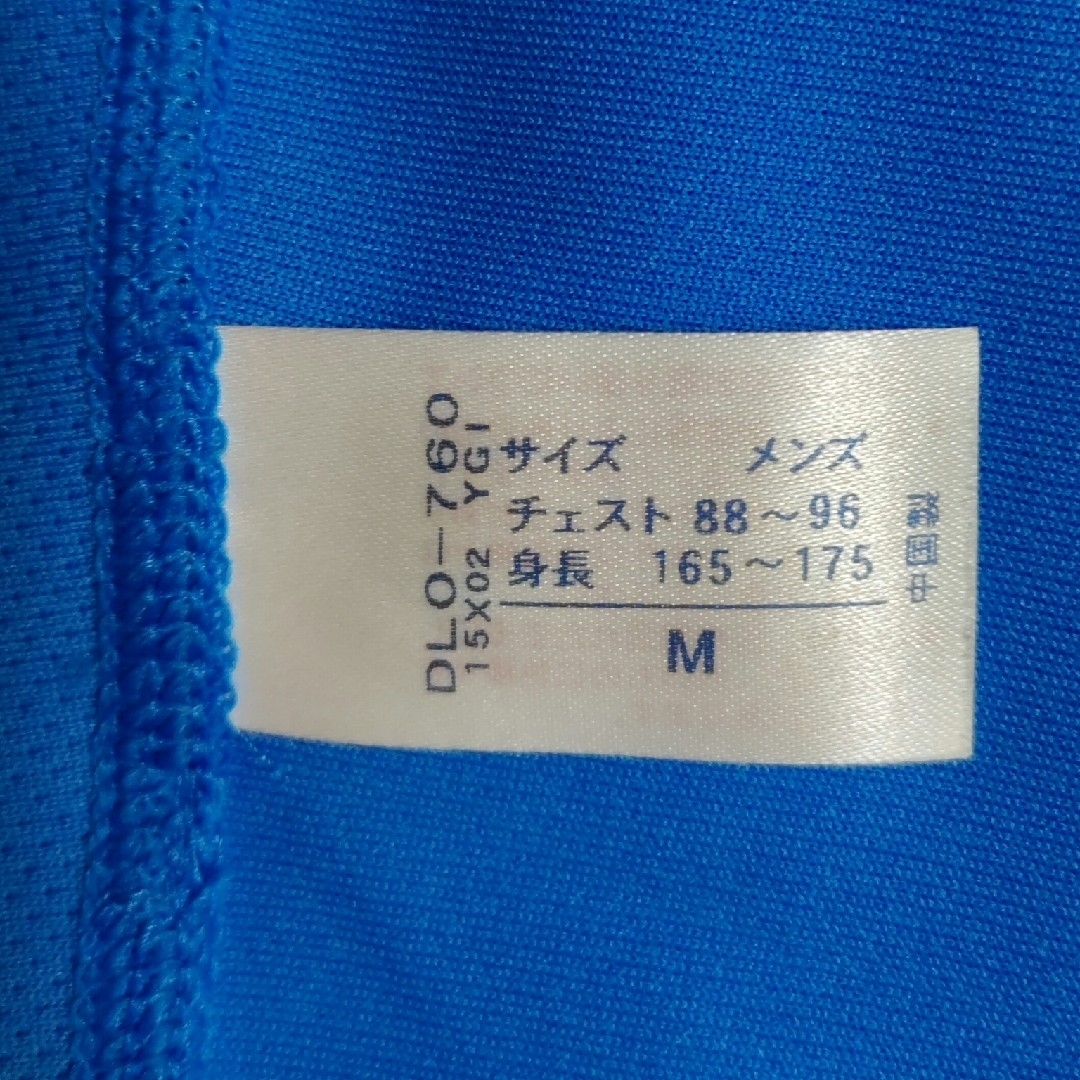 DLO-760
15X02 YGI
サイズ メンズ
チェスト 88～96
身長 165～175
M
中国製